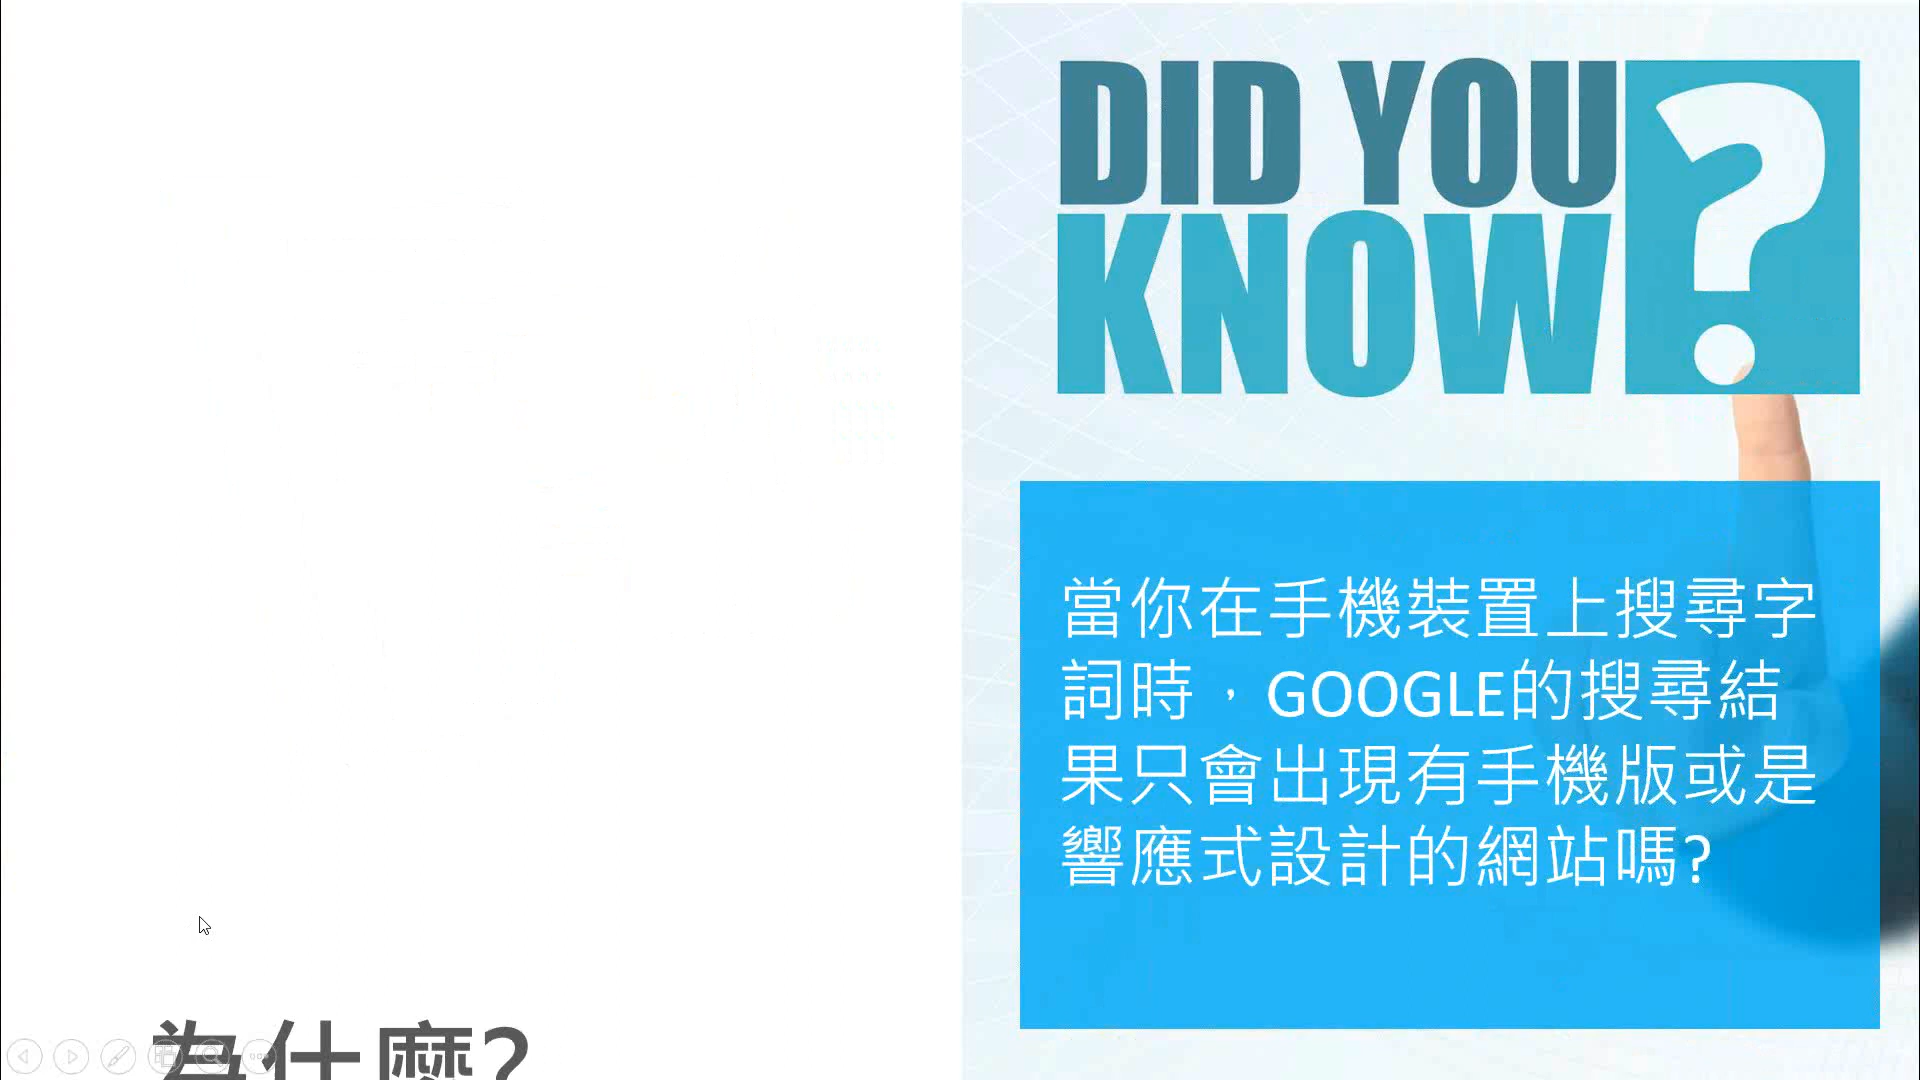 DID YOU
KNOW?
當你在手機裝置上搜尋字
詞時，GOOGLE的搜尋結
果只會出現有手機版或是
響應式設計的網站嗎?
為什麼?